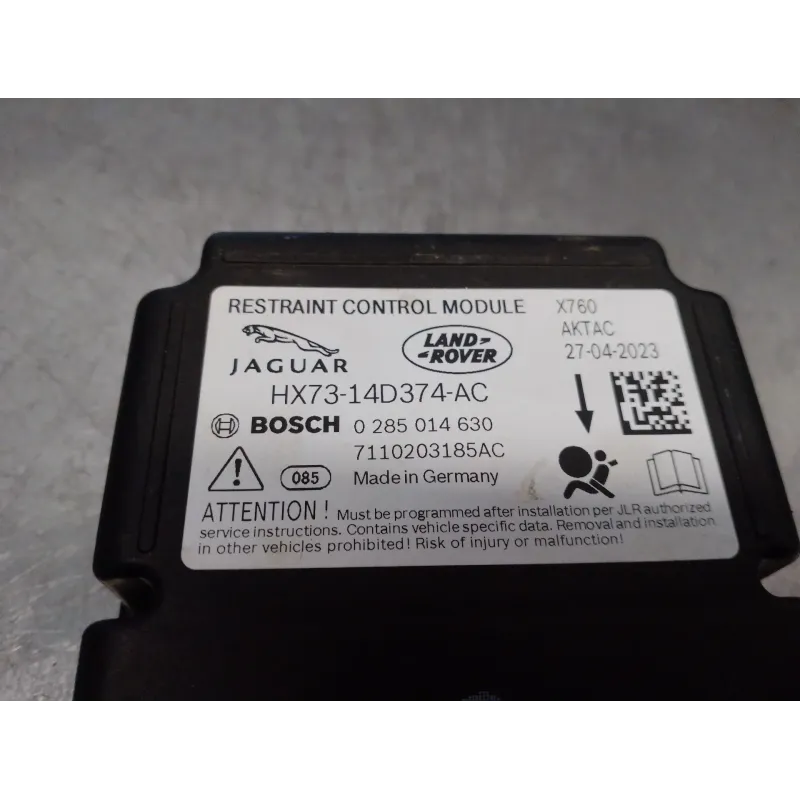 RESTRAINT CONTROL MODULE X760
AKTAC
27-04-2023
JAGUAR
LAND ROVER
HX73-14D374-AC
BOSCH 0 285 014 630
7110203185AC
085 Made in Germany
ATTENTION! Must be programmed after installation per JLR authorized
service instructions. Contains vehicle specific data. Removal and installation
in other vehicles prohibited! Risk of injury or malfunction!